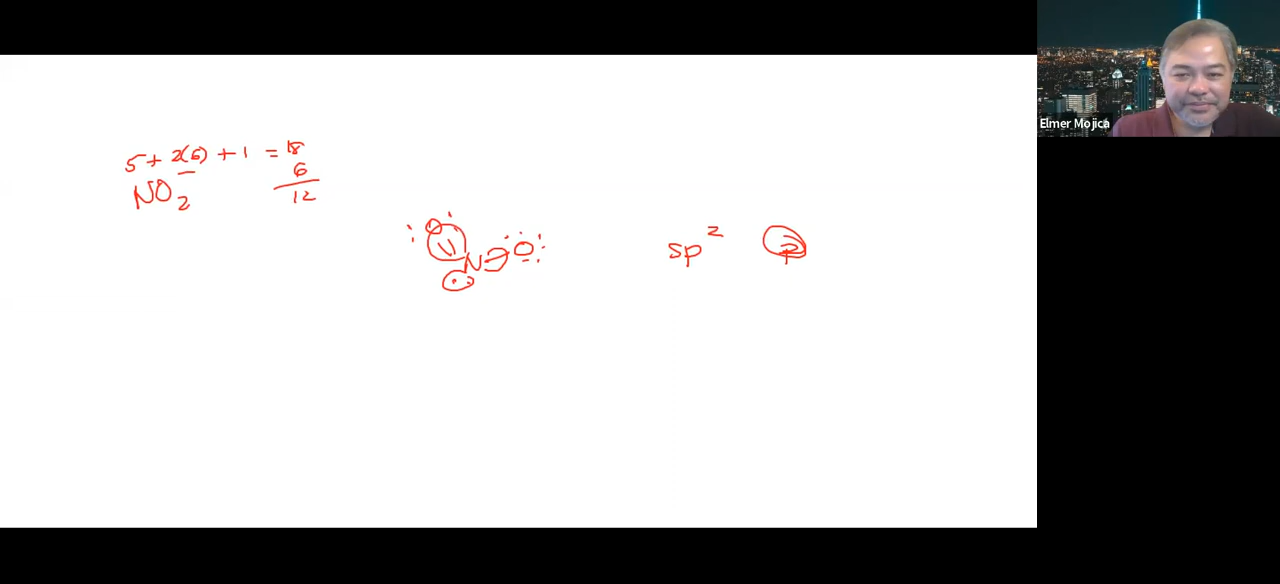 5 + 2(6) + 1 = 18
6
NO2 12
O
N O sp2 p
Elmer Mojica